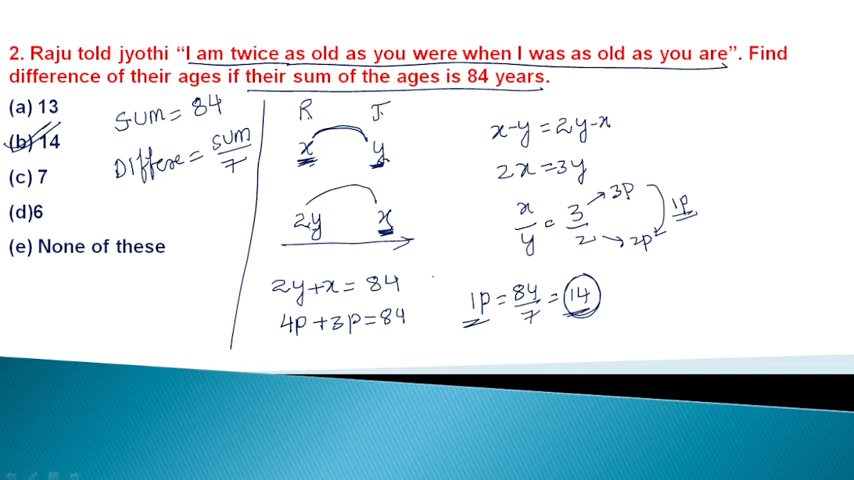 2. Raju told jyothi “I am twice as old as you were when I was as old as you are”. Find
difference of their ages if their sum of the ages is 84 years.
(a) 13
(b) 14
(c) 7
(d)6
(e) None of these
Sum = 84
Differe = sum/7
R J
x y
2y x
2y+x = 84
4p+3p=84
x-y = 2y-x
2x = 3y
x/y = 3/2
3p
2p
1p
1p = 84/7 = 14